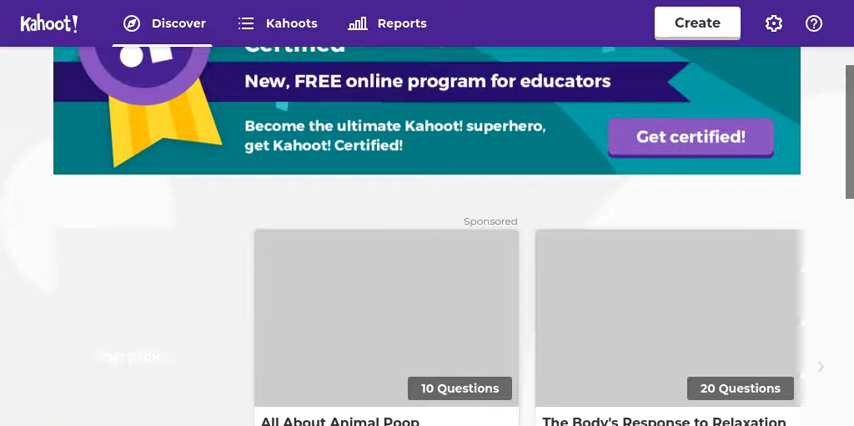 Kahoot!
Discover
Kahoots
Reports
Create
Certified
New, FREE online program for educators
Become the ultimate Kahoot! superhero,
get Kahoot! Certified!
Get certified!
Sponsored
10 Questions
20 Questions
All About Animal Poop
The Body's Response to Relaxation